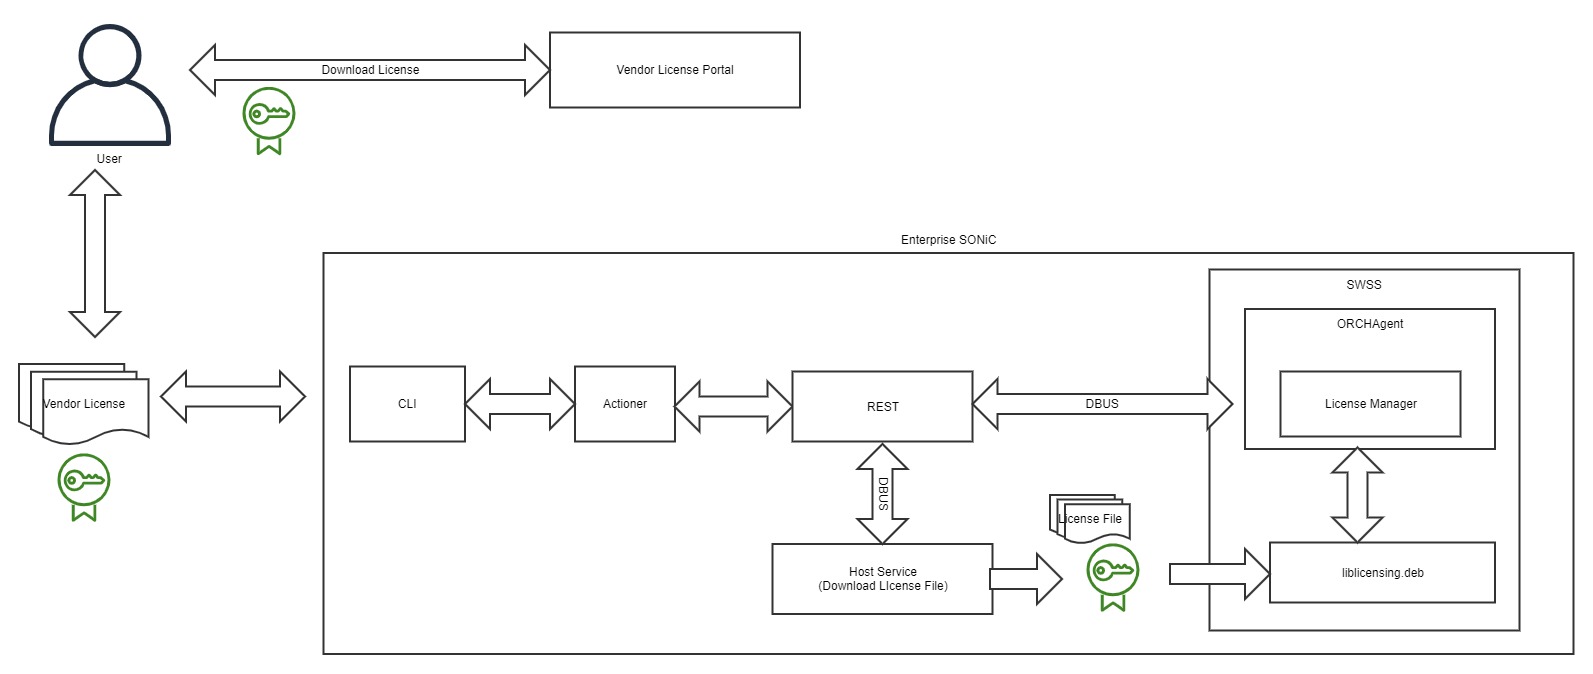 Download License
Vendor License Portal
User
Enterprise SONiC
SWSS
ORCHAgent
Vendor License
CLI
Actioner
REST
DBUS
License Manager
DBUS
License File
Host Service
(Download LIcense File)
liblicensing.deb